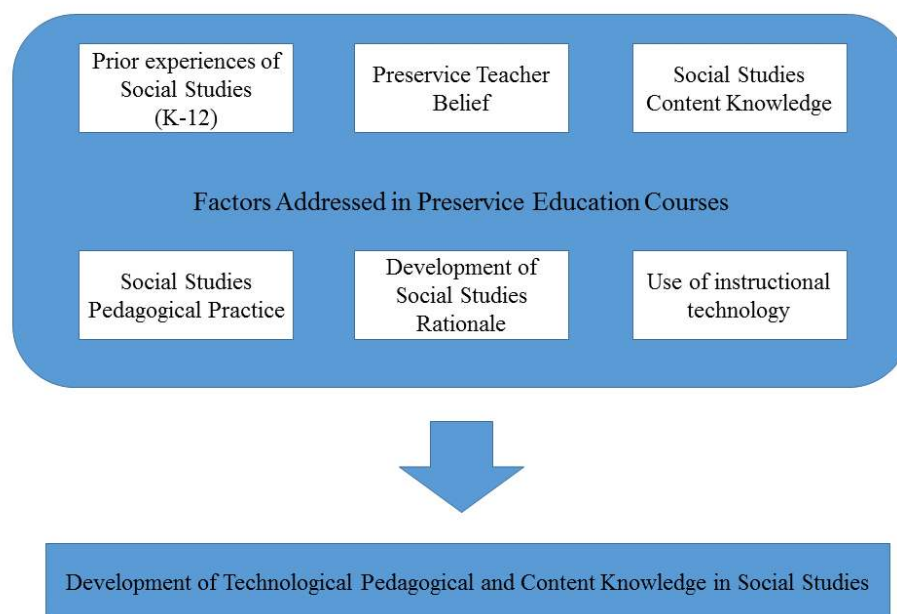 Prior experiences of
Social Studies
(K-12)
Preservice Teacher
Belief
Social Studies
Content Knowledge
Factors Addressed in Preservice Education Courses
Social Studies
Pedagogical Practice
Development of
Social Studies
Rationale
Use of instructional
technology
Development of Technological Pedagogical and Content Knowledge in Social Studies